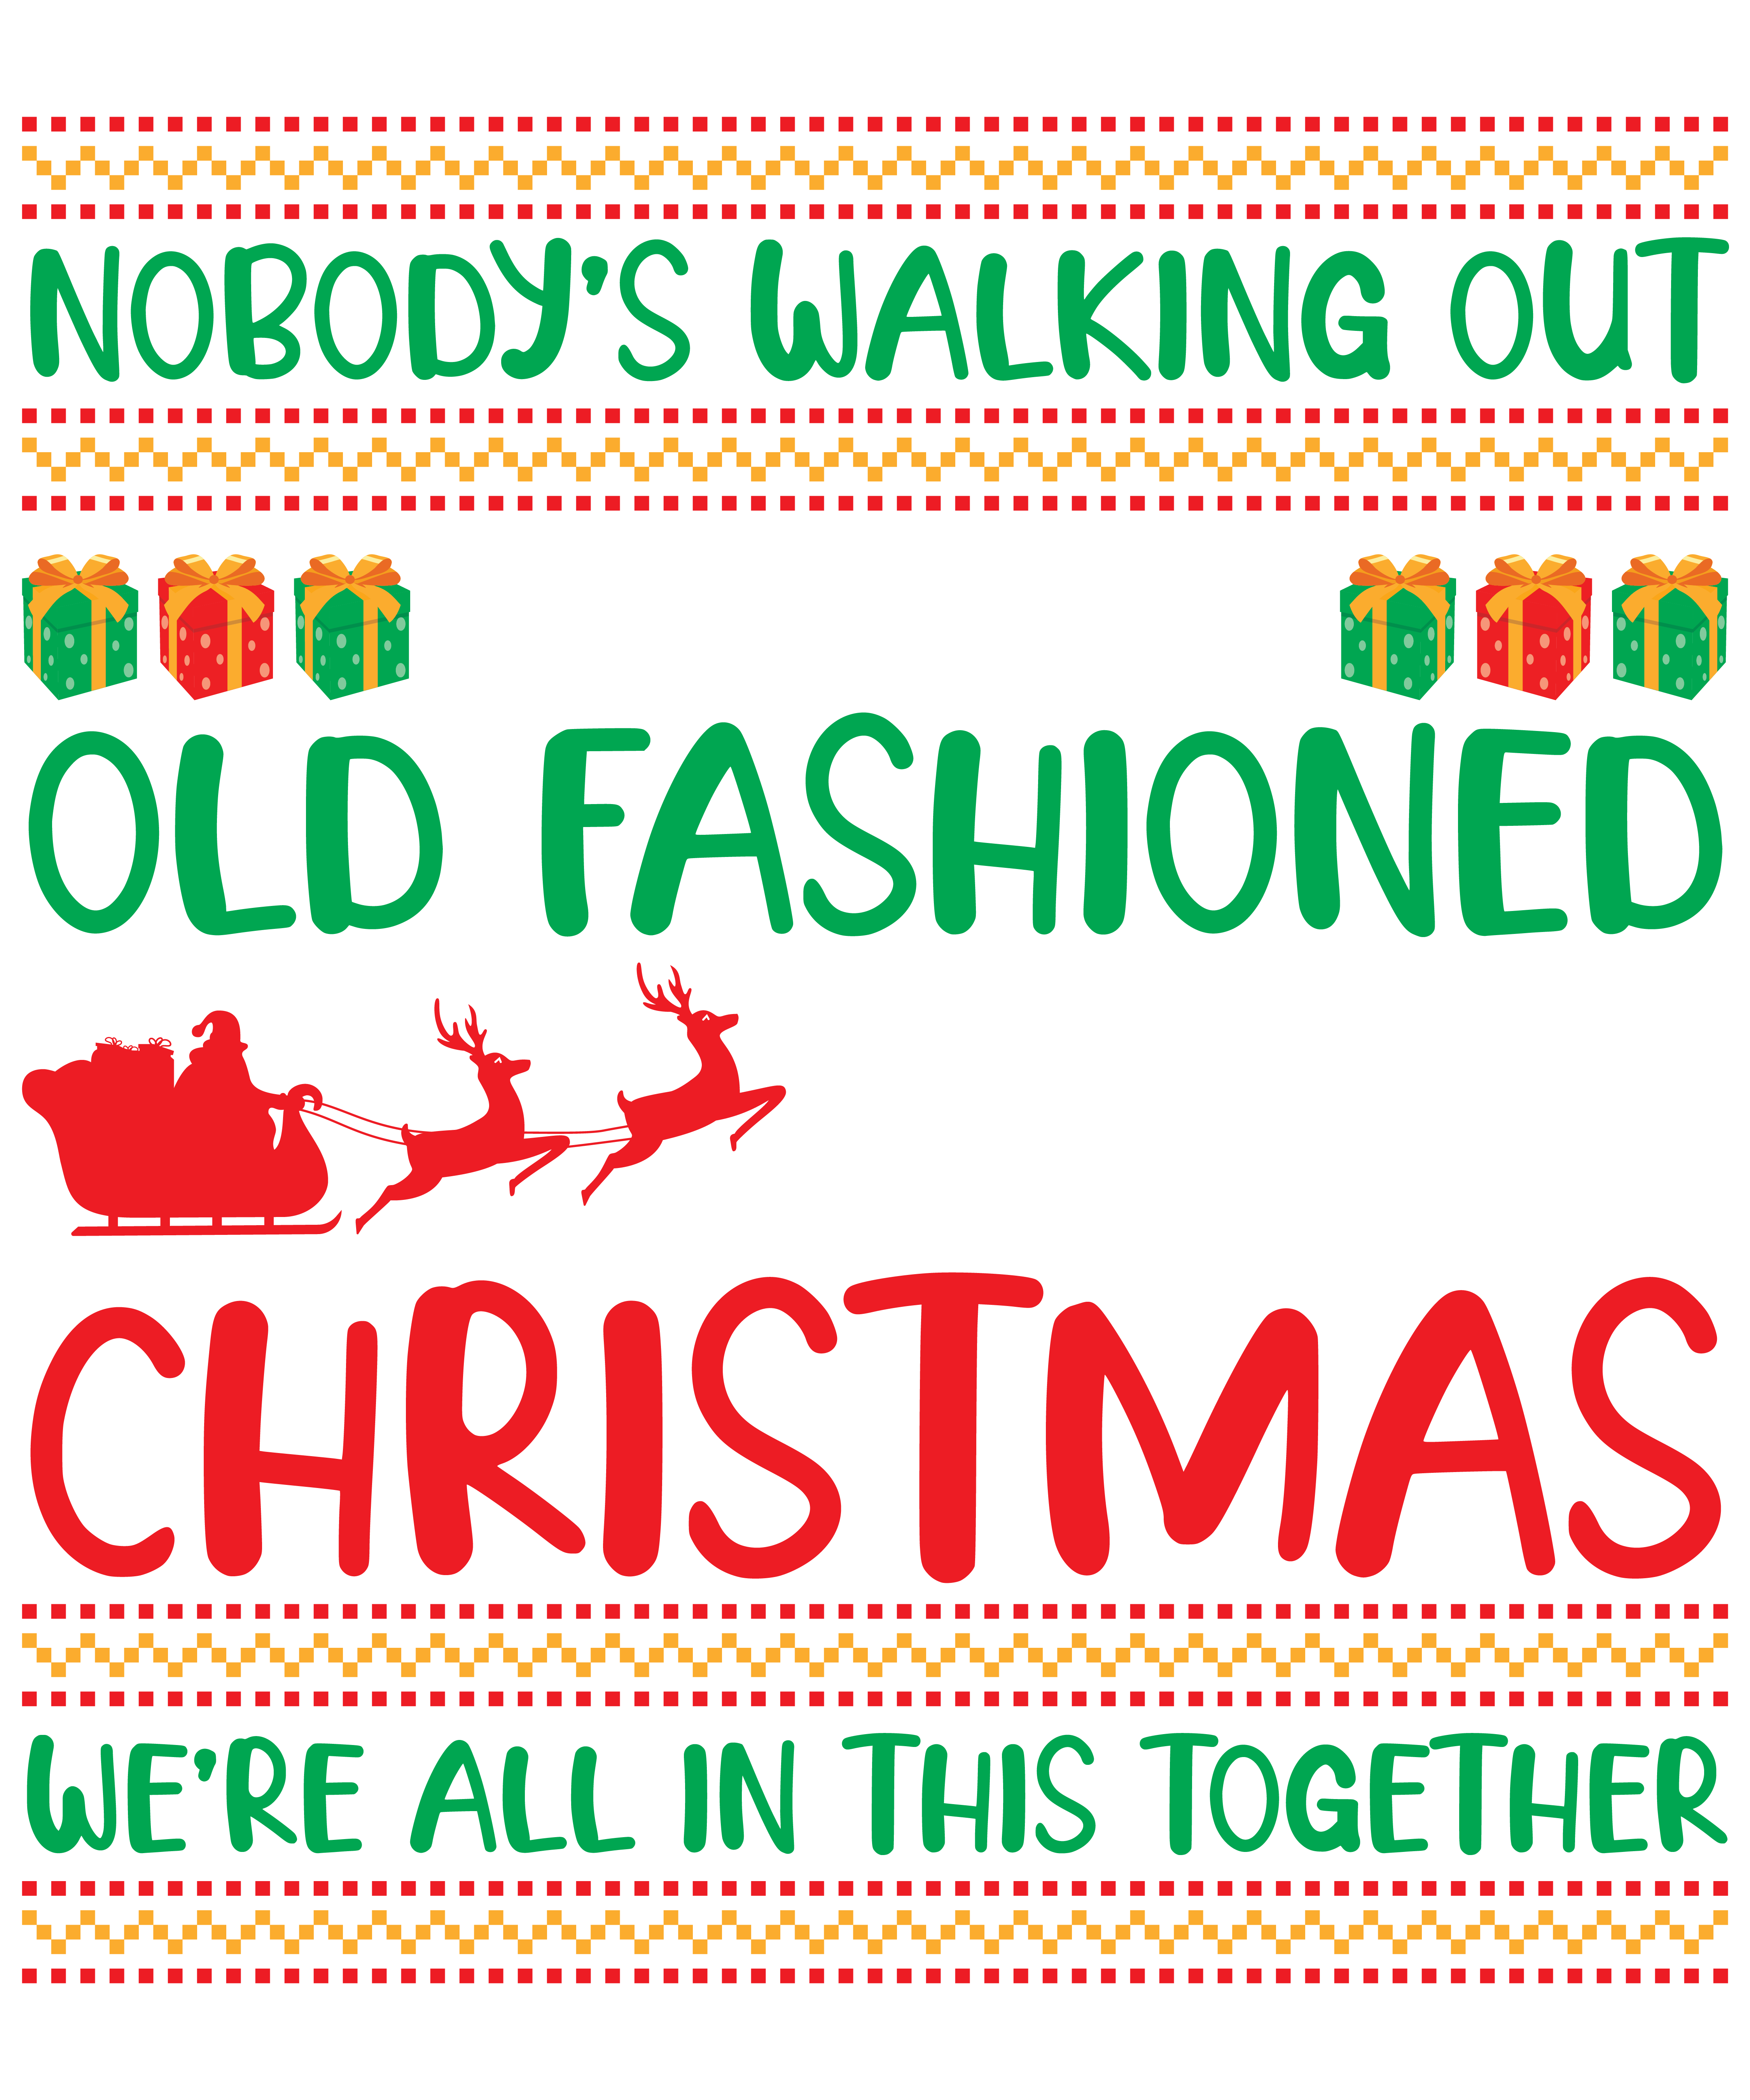 NOBODY'S WALKING OUT
OLD FASHIONED
CHRISTMAS
WE'RE ALL IN THIS TOGETHER